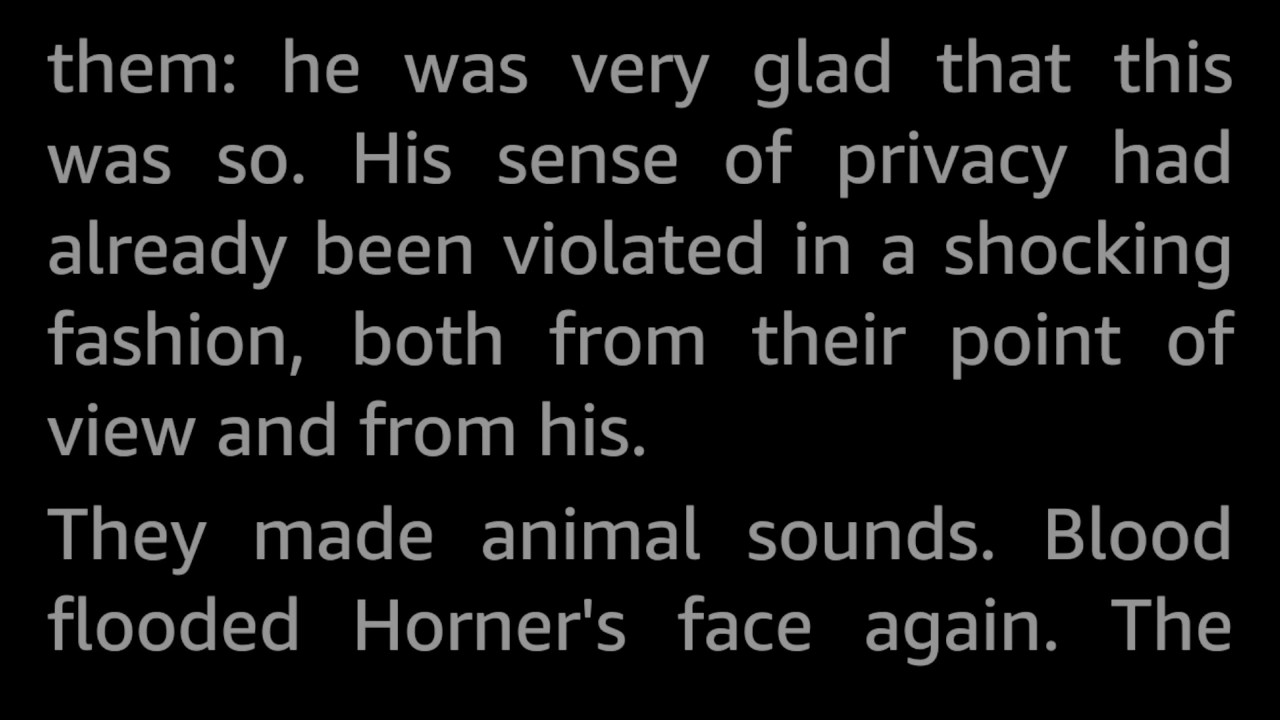 them: he was very glad that this
was so. His sense of privacy had
already been violated in a shocking
fashion, both from their point of
view and from his.
They made animal sounds. Blood
flooded Horner's face again. The